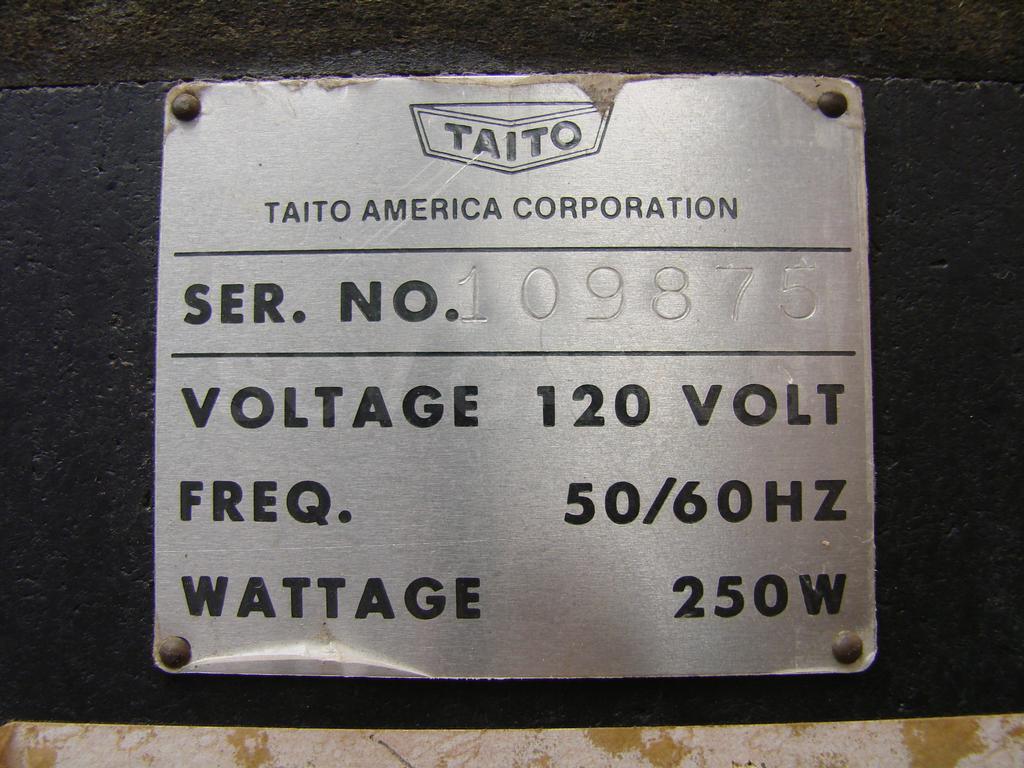 TAITO
TAITO AMERICA CORPORATION
SER. NO. 109875
VOLTAGE 120 VOLT
FREQ. 50/60HZ
WATTAGE 250W